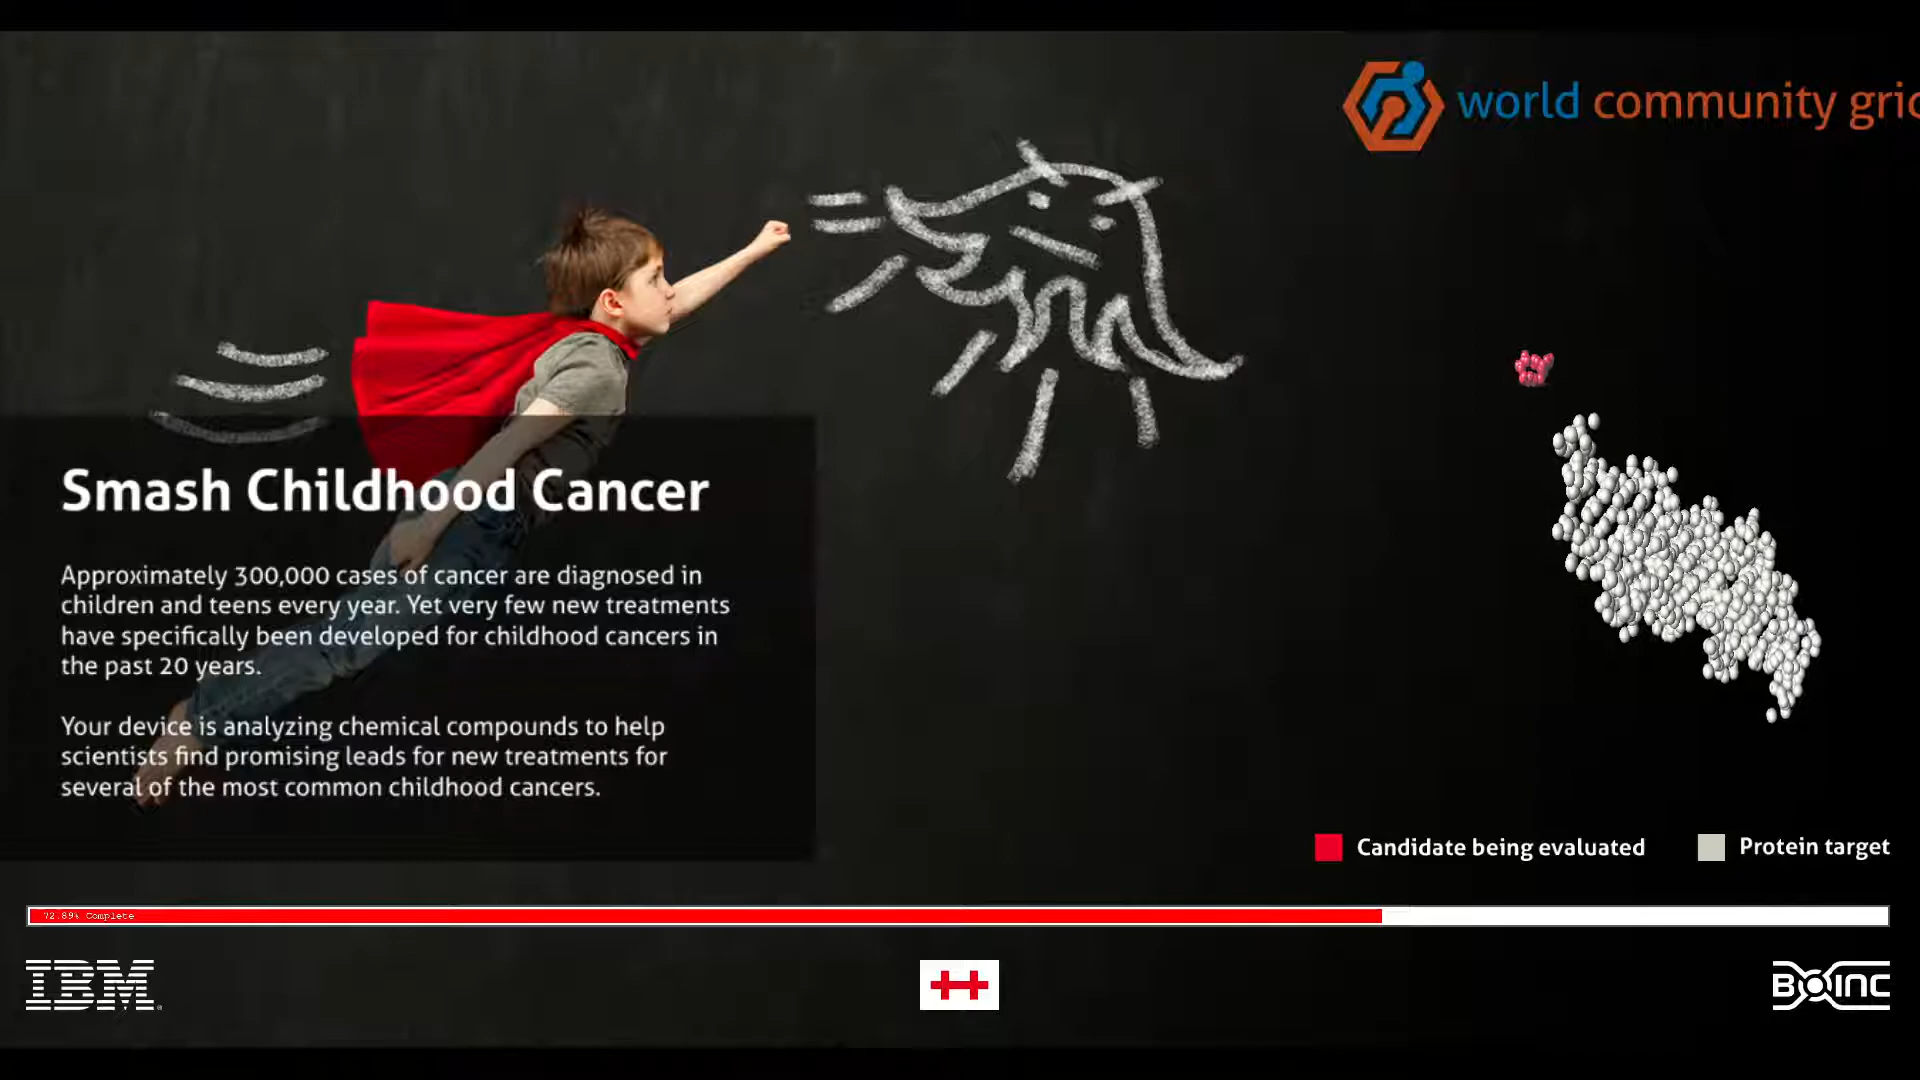 world community grid
Smash Childhood Cancer
Approximately 300,000 cases of cancer are diagnosed in
children and teens every year. Yet very few new treatments
have specifically been developed for childhood cancers in
the past 20 years.
Your device is analyzing chemical compounds to help
scientists find promising leads for new treatments for
several of the most common childhood cancers.
Candidate being evaluated
Protein target
72.89% Complete
IBM
BOINC